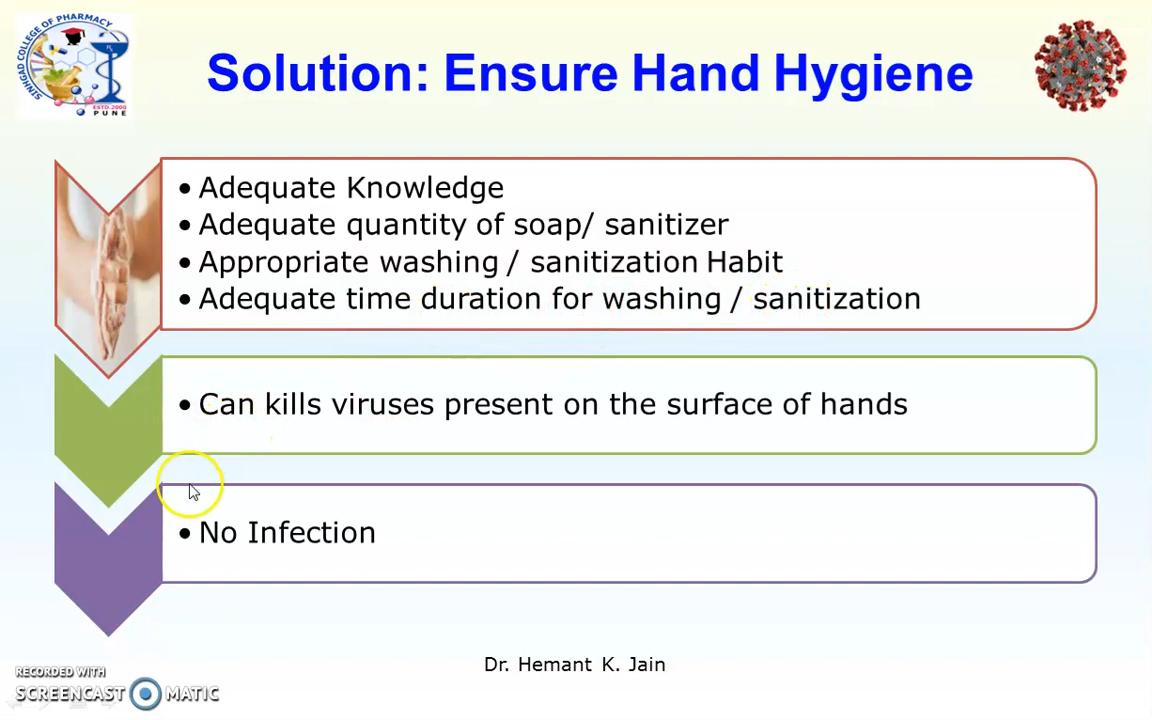 SINHGAD COLLEGE OF PHARMACY
ESTD.2000
PUNE
Solution: Ensure Hand Hygiene
• Adequate Knowledge
• Adequate quantity of soap/ sanitizer
• Appropriate washing / sanitization Habit
• Adequate time duration for washing / sanitization
• Can kills viruses present on the surface of hands
• No Infection
Dr. Hemant K. Jain
RECORDED WITH
SCREENCAST MATIC